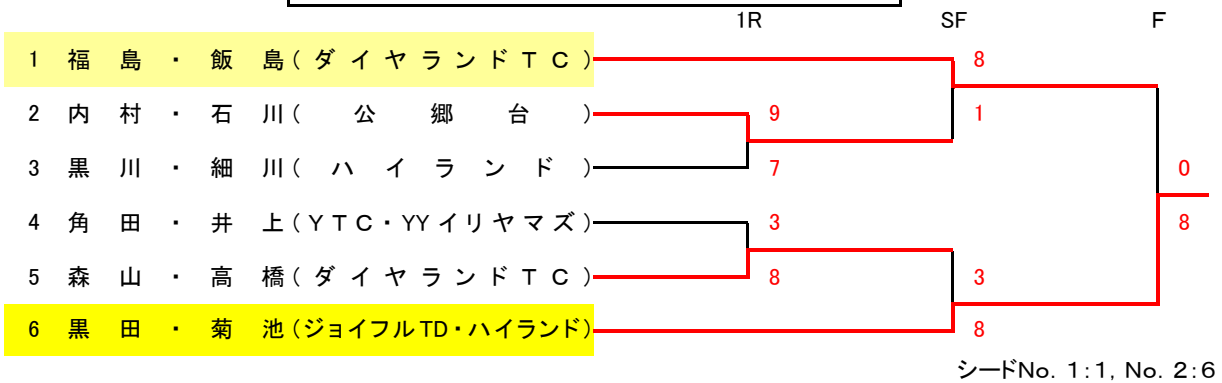 1R SF F
1 福島・飯島(ダイヤランドTC) 8
2 内村・石川(公郷台) 9 1
3 黒川・細川(ハイランド) 7 0
4 角田・井上(YTC・YYイリヤマズ) 3 8
5 森山・高橋(ダイヤランドTC) 8 3
6 黒田・菊池(ジョイフルTD・ハイランド) 8
シードNo. 1:1, No. 2:6